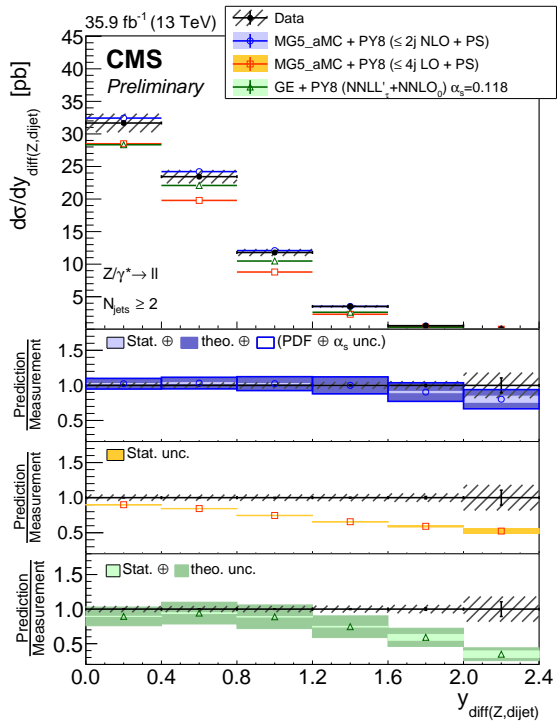 35.9 fb⁻¹ (13 TeV)
Data
MG5_aMC + PY8 (≤ 2j NLO + PS)
MG5_aMC + PY8 (≤ 4j LO + PS)
GE + PY8 (NNLL'τ+NNLO₀) αs=0.118
CMS
Preliminary
dσ/dy diff(Z,dijet) [pb]
45
40
35
30
25
20
15
10
5
Z/γ*→ ll
N jets ≥ 2
Stat. ⊕ theo. ⊕ (PDF ⊕ αs unc.)
Prediction
Measurement
1.5
1.0
0.5
Stat. unc.
Prediction
Measurement
1.5
1.0
0.5
Stat. ⊕ theo. unc.
Prediction
Measurement
1.5
1.0
0.5
0.0 0.4 0.8 1.2 1.6 2.0 2.4
y diff(Z,dijet)